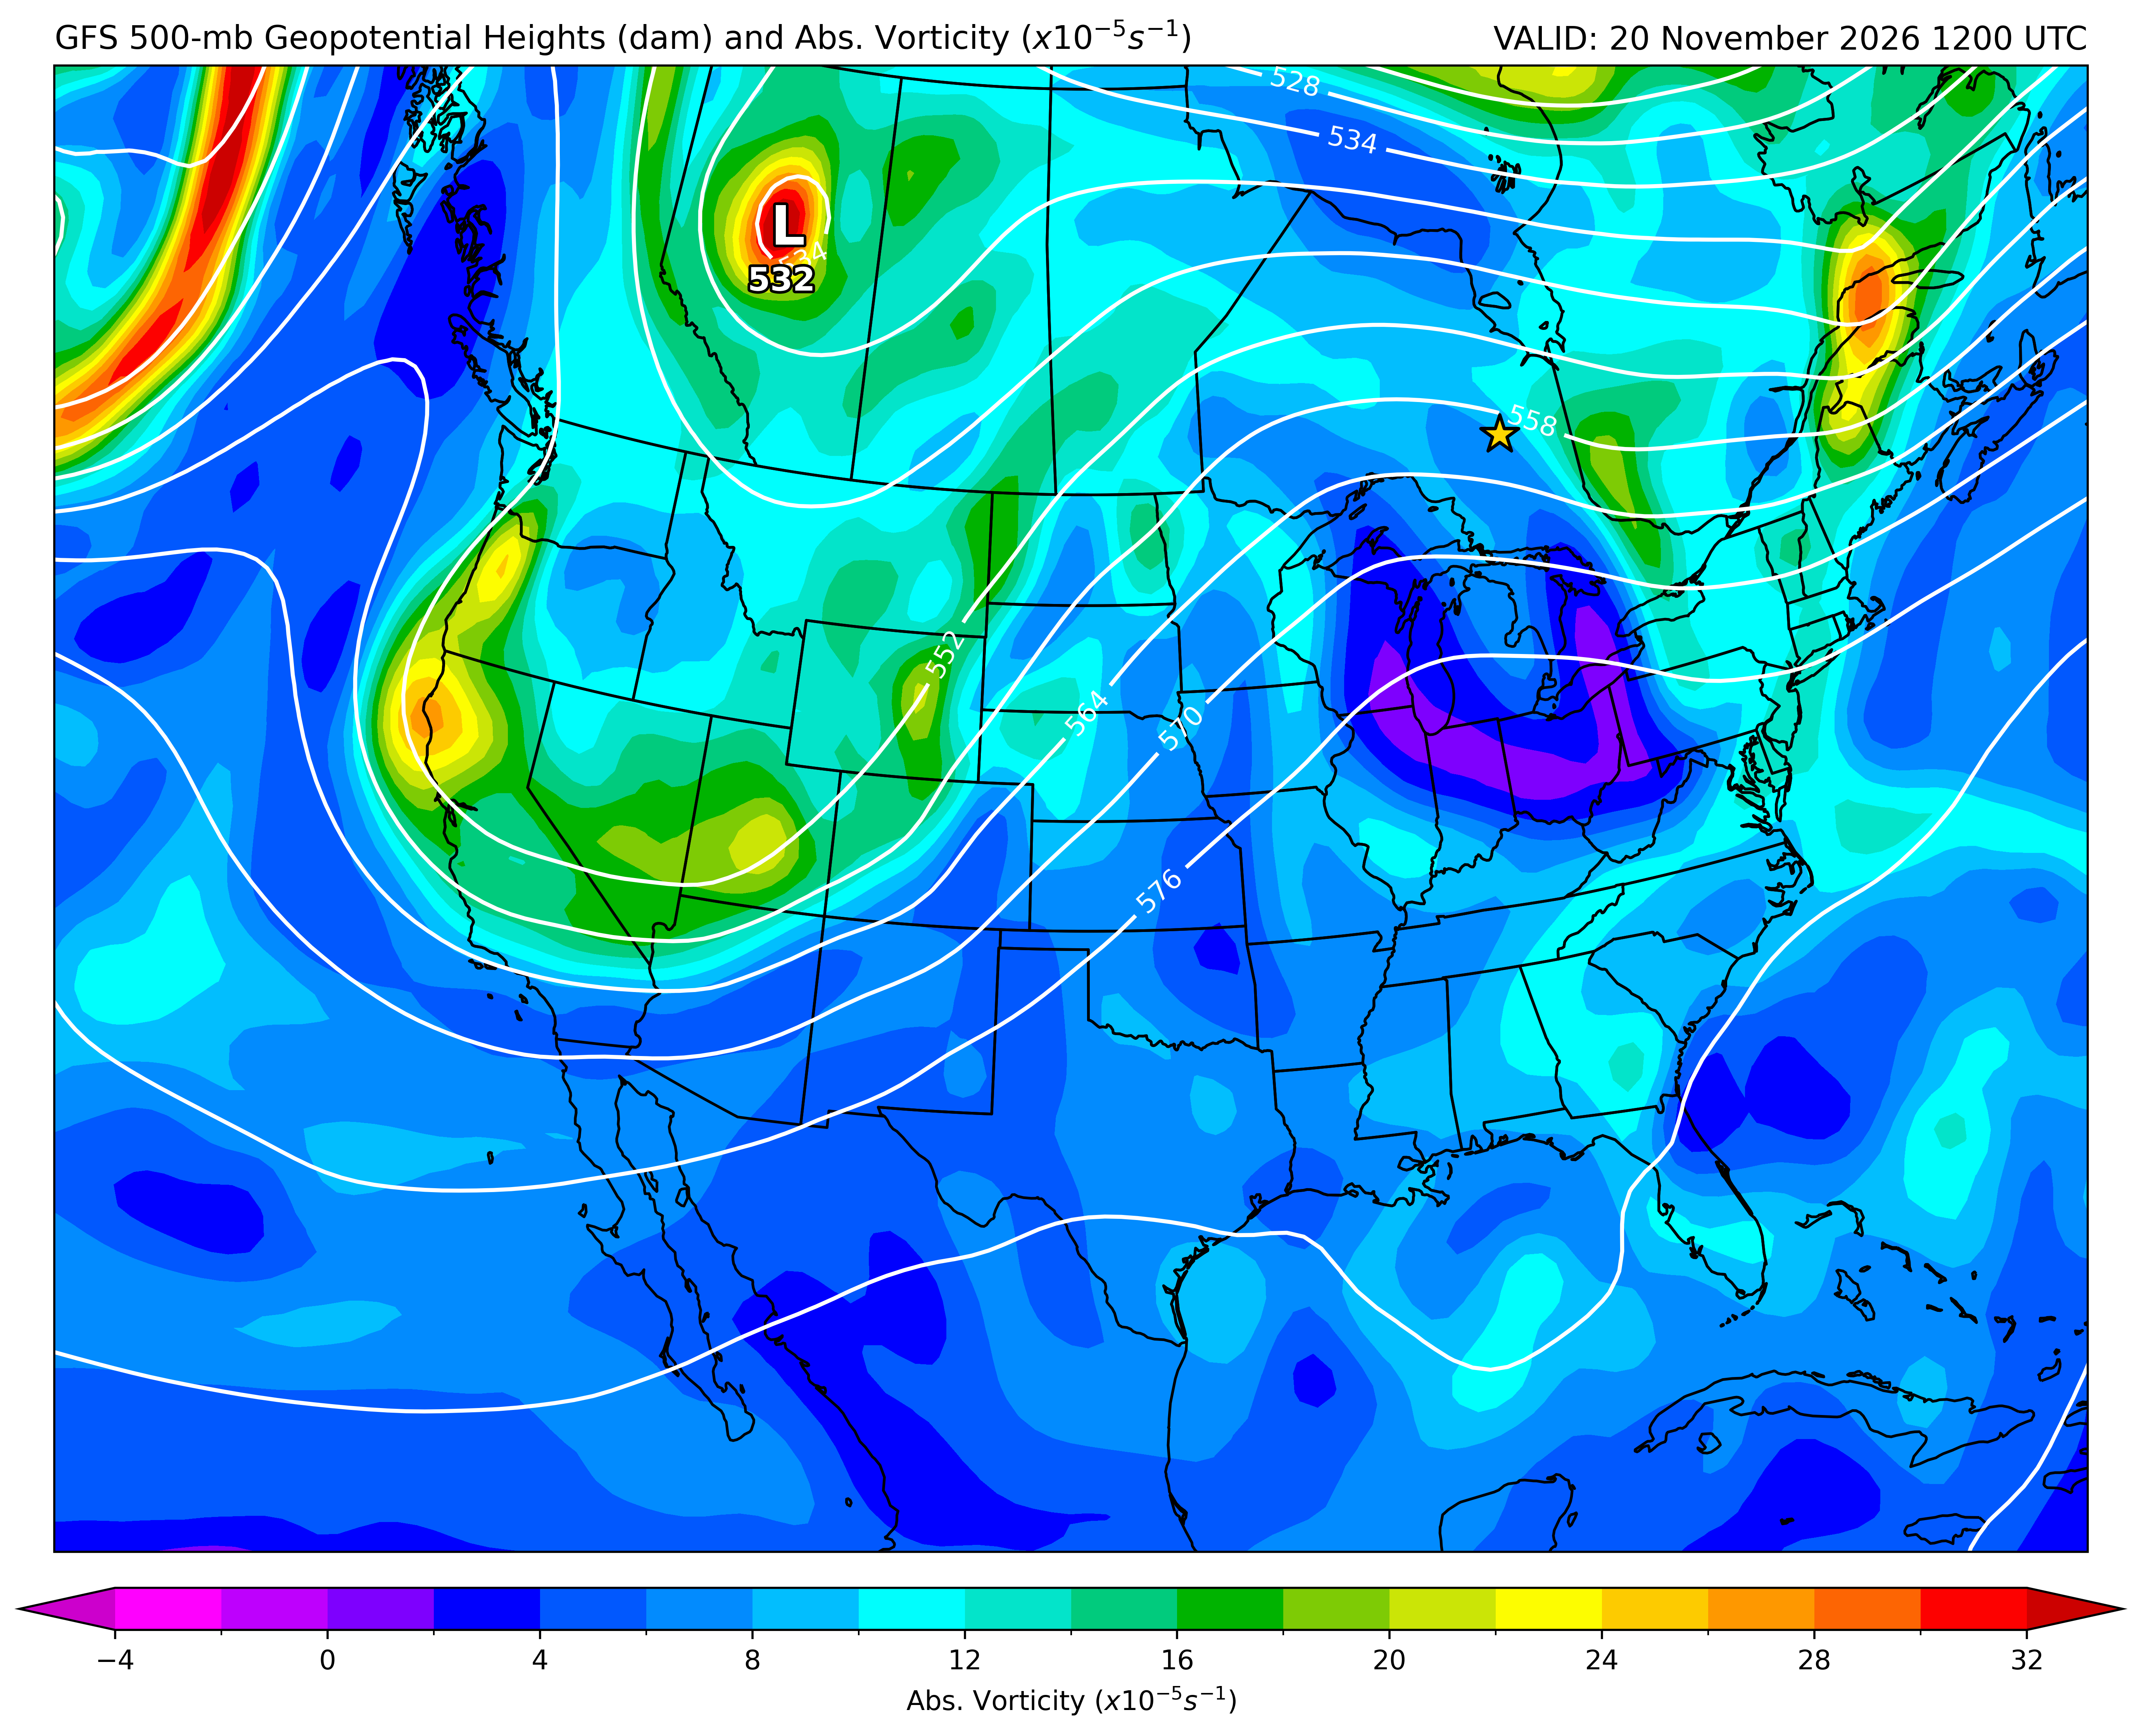 GFS 500-mb Geopotential Heights (dam) and Abs. Vorticity (x10⁻⁵s⁻¹)
VALID: 20 November 2026 1200 UTC
528
534
L
534
532
558
552
564
570
576
−4 0 4 8 12 16 20 24 28 32
Abs. Vorticity (x10⁻⁵s⁻¹)